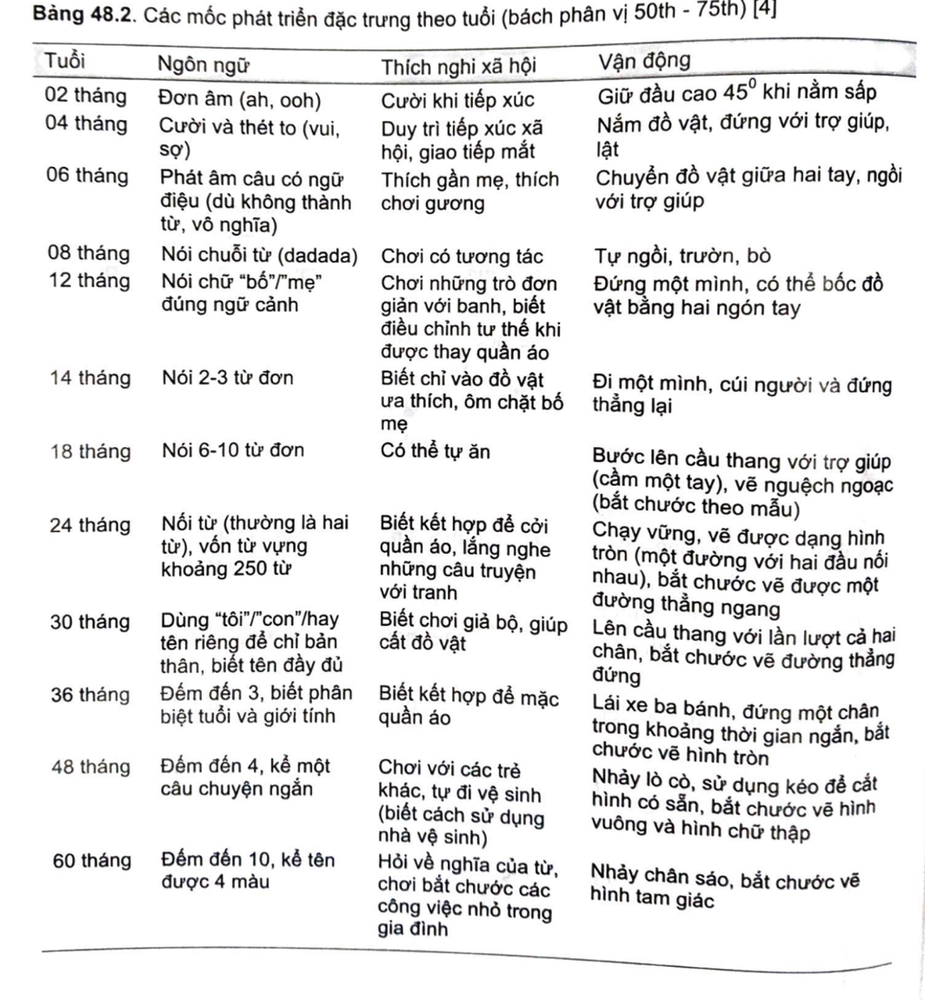 Bảng 48.2. Các mốc phát triển đặc trưng theo tuổi (bách phân vị 50th - 75th) [4]
Tuổi Ngôn ngữ Thích nghi xã hội Vận động
02 tháng Đơn âm (ah, ooh) Cười khi tiếp xúc Giữ đầu cao 45⁰ khi nằm sấp
04 tháng Cười và thét to (vui, Duy trì tiếp xúc xã Nắm đồ vật, đứng với trợ giúp,
sợ) hội, giao tiếp mắt lật
06 tháng Phát âm câu có ngữ Thích gần mẹ, thích Chuyển đồ vật giữa hai tay, ngồi
điệu (dù không thành chơi gương với trợ giúp
từ, vô nghĩa)
08 tháng Nói chuỗi từ (dadada) Chơi có tương tác Tự ngồi, trườn, bò
12 tháng Nói chữ “bố”/”mẹ” Chơi những trò đơn Đứng một mình, có thể bốc đồ
đúng ngữ cảnh giản với banh, biết vật bằng hai ngón tay
điều chỉnh tư thế khi
được thay quần áo
14 tháng Nói 2-3 từ đơn Biết chỉ vào đồ vật Đi một mình, cúi người và đứng
ưa thích, ôm chặt bố thẳng lại
mẹ
18 tháng Nói 6-10 từ đơn Có thể tự ăn Bước lên cầu thang với trợ giúp
(cầm một tay), vẽ nguệch ngoạc
(bắt chước theo mẫu)
24 tháng Nối từ (thường là hai Biết kết hợp để cởi Chạy vững, vẽ được dạng hình
từ), vốn từ vựng quần áo, lắng nghe tròn (một đường với hai đầu nối
khoảng 250 từ những câu truyện nhau), bắt chước vẽ được một
với tranh đường thẳng ngang
30 tháng Dùng “tôi”/”con”/hay Biết chơi giả bộ, giúp Lên cầu thang với lần lượt cả hai
tên riêng để chỉ bản cất đồ vật chân, bắt chước vẽ đường thẳng
thân, biết tên đầy đủ đứng
36 tháng Đếm đến 3, biết phân Biết kết hợp để mặc Lái xe ba bánh, đứng một chân
biệt tuổi và giới tính quần áo trong khoảng thời gian ngắn, bắt
chước vẽ hình tròn
48 tháng Đếm đến 4, kể một Chơi với các trẻ Nhảy lò cò, sử dụng kéo để cắt
câu chuyện ngắn khác, tự đi vệ sinh hình có sẵn, bắt chước vẽ hình
(biết cách sử dụng vuông và hình chữ thập
nhà vệ sinh)
60 tháng Đếm đến 10, kể tên Hỏi về nghĩa của từ, Nhảy chân sáo, bắt chước vẽ
được 4 màu chơi bắt chước các hình tam giác
công việc nhỏ trong
gia đình